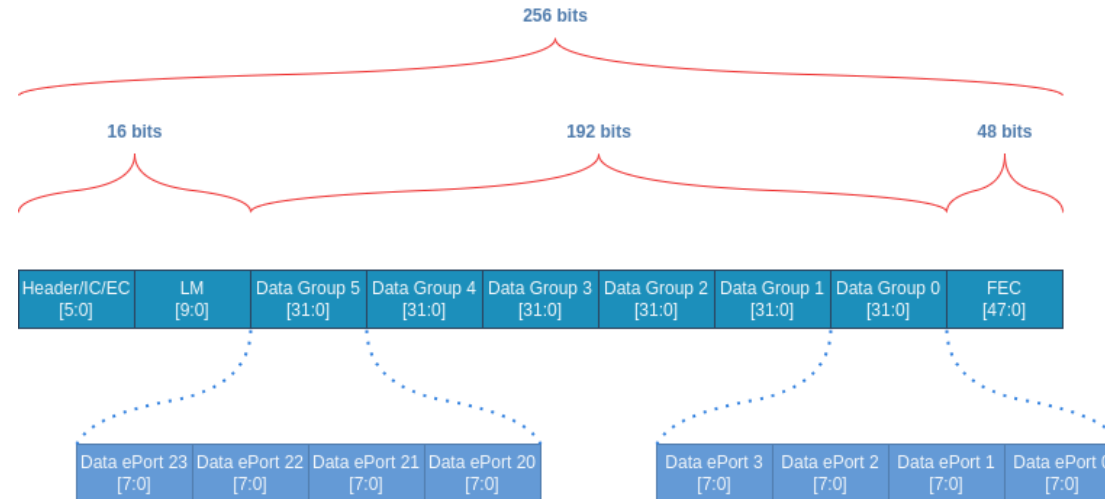 256 bits
16 bits
192 bits
48 bits
Header/IC/EC
[5:0]
LM
[9:0]
Data Group 5
[31:0]
Data Group 4
[31:0]
Data Group 3
[31:0]
Data Group 2
[31:0]
Data Group 1
[31:0]
Data Group 0
[31:0]
FEC
[47:0]
Data ePort 23
[7:0]
Data ePort 22
[7:0]
Data ePort 21
[7:0]
Data ePort 20
[7:0]
Data ePort 3
[7:0]
Data ePort 2
[7:0]
Data ePort 1
[7:0]
Data ePort
[7:0]